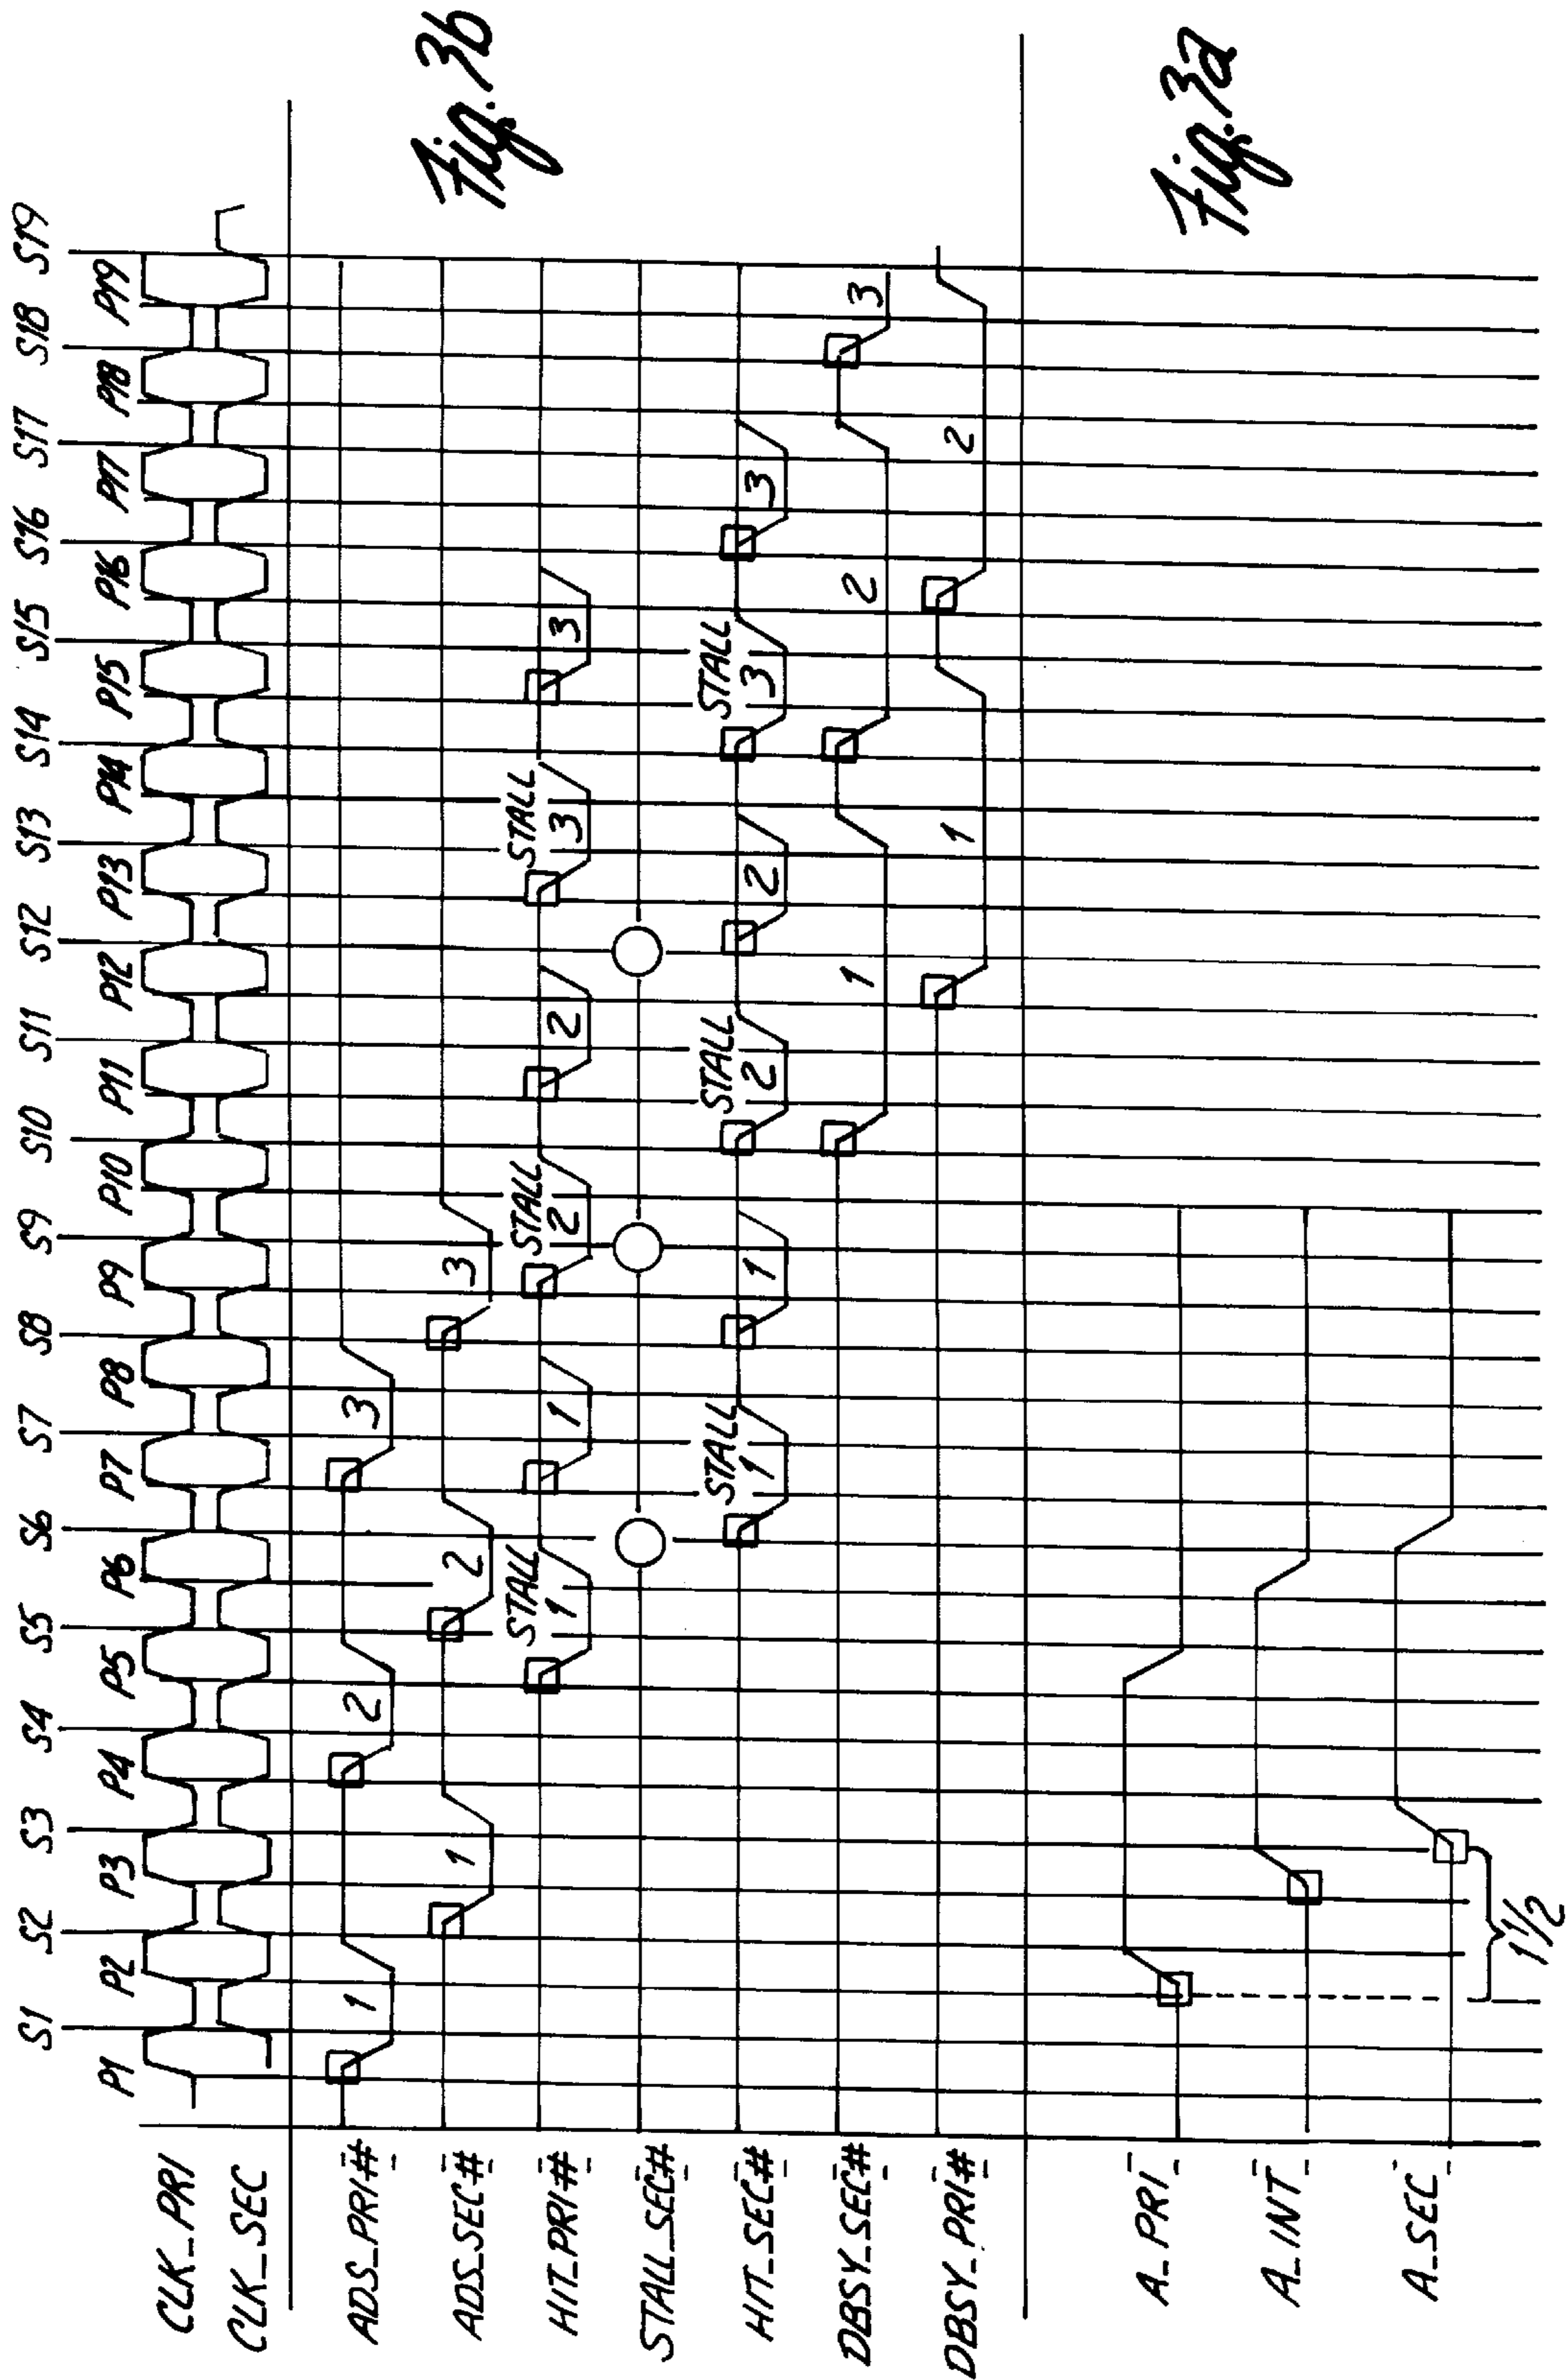 S1 S2 S3 S4 S5 S6 S7 S8 S9 S10 S11 S12 S13 S14 S15 S16 S17 S18 S19
P1 P2 P3 P4 P5 P6 P7 P8 P9 P10 P11 P12 P13 P14 P15 P16 P17 P18 P19
CLK_PRI
CLK_SEC
ADS_PRI# 1 2 3
ADS_SEC# 1 2 3
HIT_PRI# STALL 1 1 STALL 2 2 STALL 3 3
STALL_SEC#
HIT_SEC# STALL 1 1 STALL 2 2 STALL 3 3
DBSY_SEC# 1 2 3
DBSY_PRI# 1 2
Fig. 3b
A_PRI
A_INT
A_SEC
1 1/2
Fig. 3a